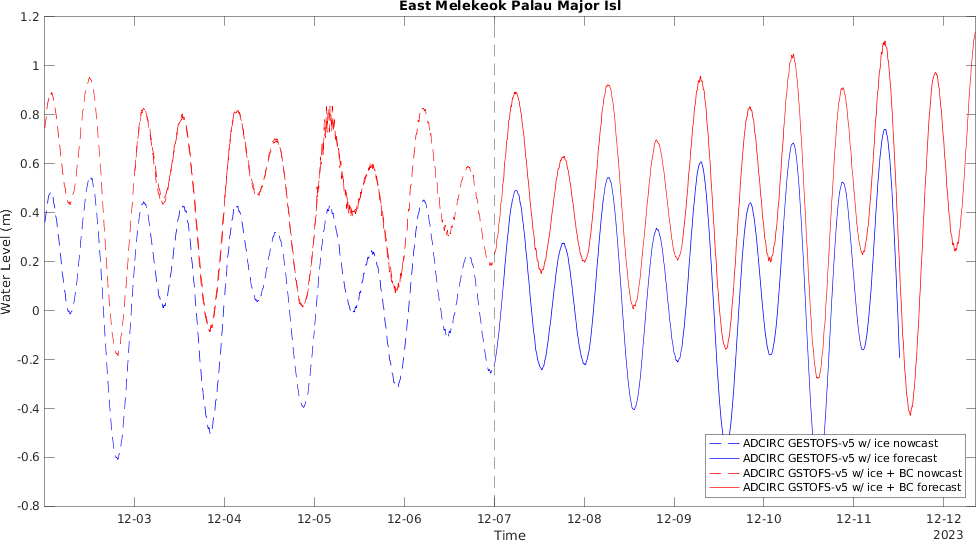 East Melekeok Palau Major Isl
1.2
1
0.8
0.6
0.4
0.2
0
-0.2
-0.4
-0.6
-0.8
Water Level (m)
ADCIRC GESTOFS-v5 w/ ice nowcast
ADCIRC GESTOFS-v5 w/ ice forecast
ADCIRC GSTOFS-v5 w/ ice + BC nowcast
ADCIRC GSTOFS-v5 w/ ice + BC forecast
12-03 12-04 12-05 12-06 12-07 12-08 12-09 12-10 12-11 12-12
Time 2023